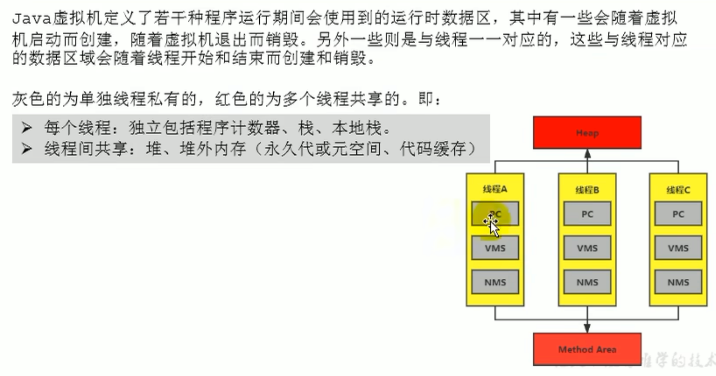 Java虚拟机定义了若干种程序运行期间会使用到的运行时数据区，其中有一些会随着虚拟
机启动而创建，随着虚拟机退出而销毁。另外一些则是与线程一一对应的，这些与线程对应
的数据区域会随着线程开始和结束而创建和销毁。
灰色的为单独线程私有的，红色的为多个线程共享的。即：
➢ 每个线程：独立包括程序计数器、栈、本地栈。
➢ 线程间共享：堆、堆外内存（永久代或元空间、代码缓存）
Heap
线程A 线程B 线程C
PC PC PC
VMS VMS VMS
NMS NMS NMS
Method Area
学的技术